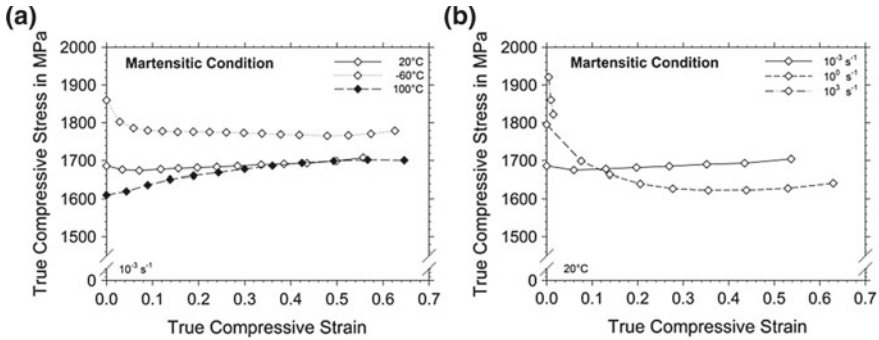 (a)
True Compressive Stress in MPa
2000
1900
1800
1700
1600
1500
0
Martensitic Condition
20°C
-60°C
100°C
10⁻³ s⁻¹
0.0 0.1 0.2 0.3 0.4 0.5 0.6 0.7
True Compressive Strain
(b)
True Compressive Stress in MPa
2000
1900
1800
1700
1600
1500
0
Martensitic Condition
10⁻³ s⁻¹
10⁰ s⁻¹
10³ s⁻¹
20°C
0.0 0.1 0.2 0.3 0.4 0.5 0.6 0.7
True Compressive Strain